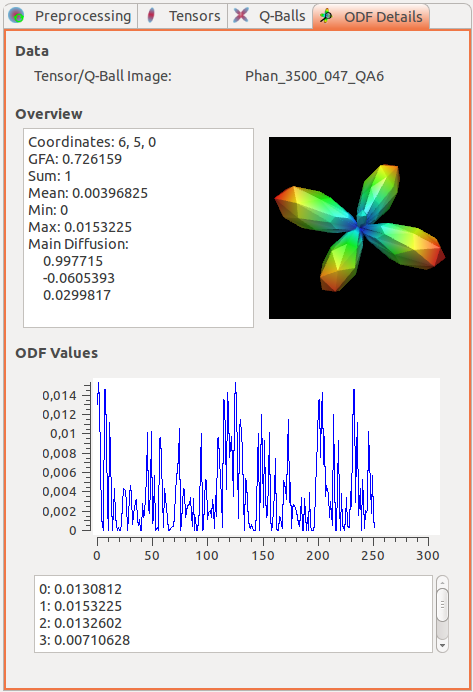 Preprocessing Tensors Q-Balls ODF Details
Data
Tensor/Q-Ball Image: Phan_3500_047_QA6
Overview
Coordinates: 6, 5, 0
GFA: 0.726159
Sum: 1
Mean: 0.00396825
Min: 0
Max: 0.0153225
Main Diffusion:
0.997715
-0.0605393
0.0299817
ODF Values
0,014
0,012
0,01
0,008
0,006
0,004
0,002
0
0 50 100 150 200 250 300
0: 0.0130812
1: 0.0153225
2: 0.0132602
3: 0.00710628